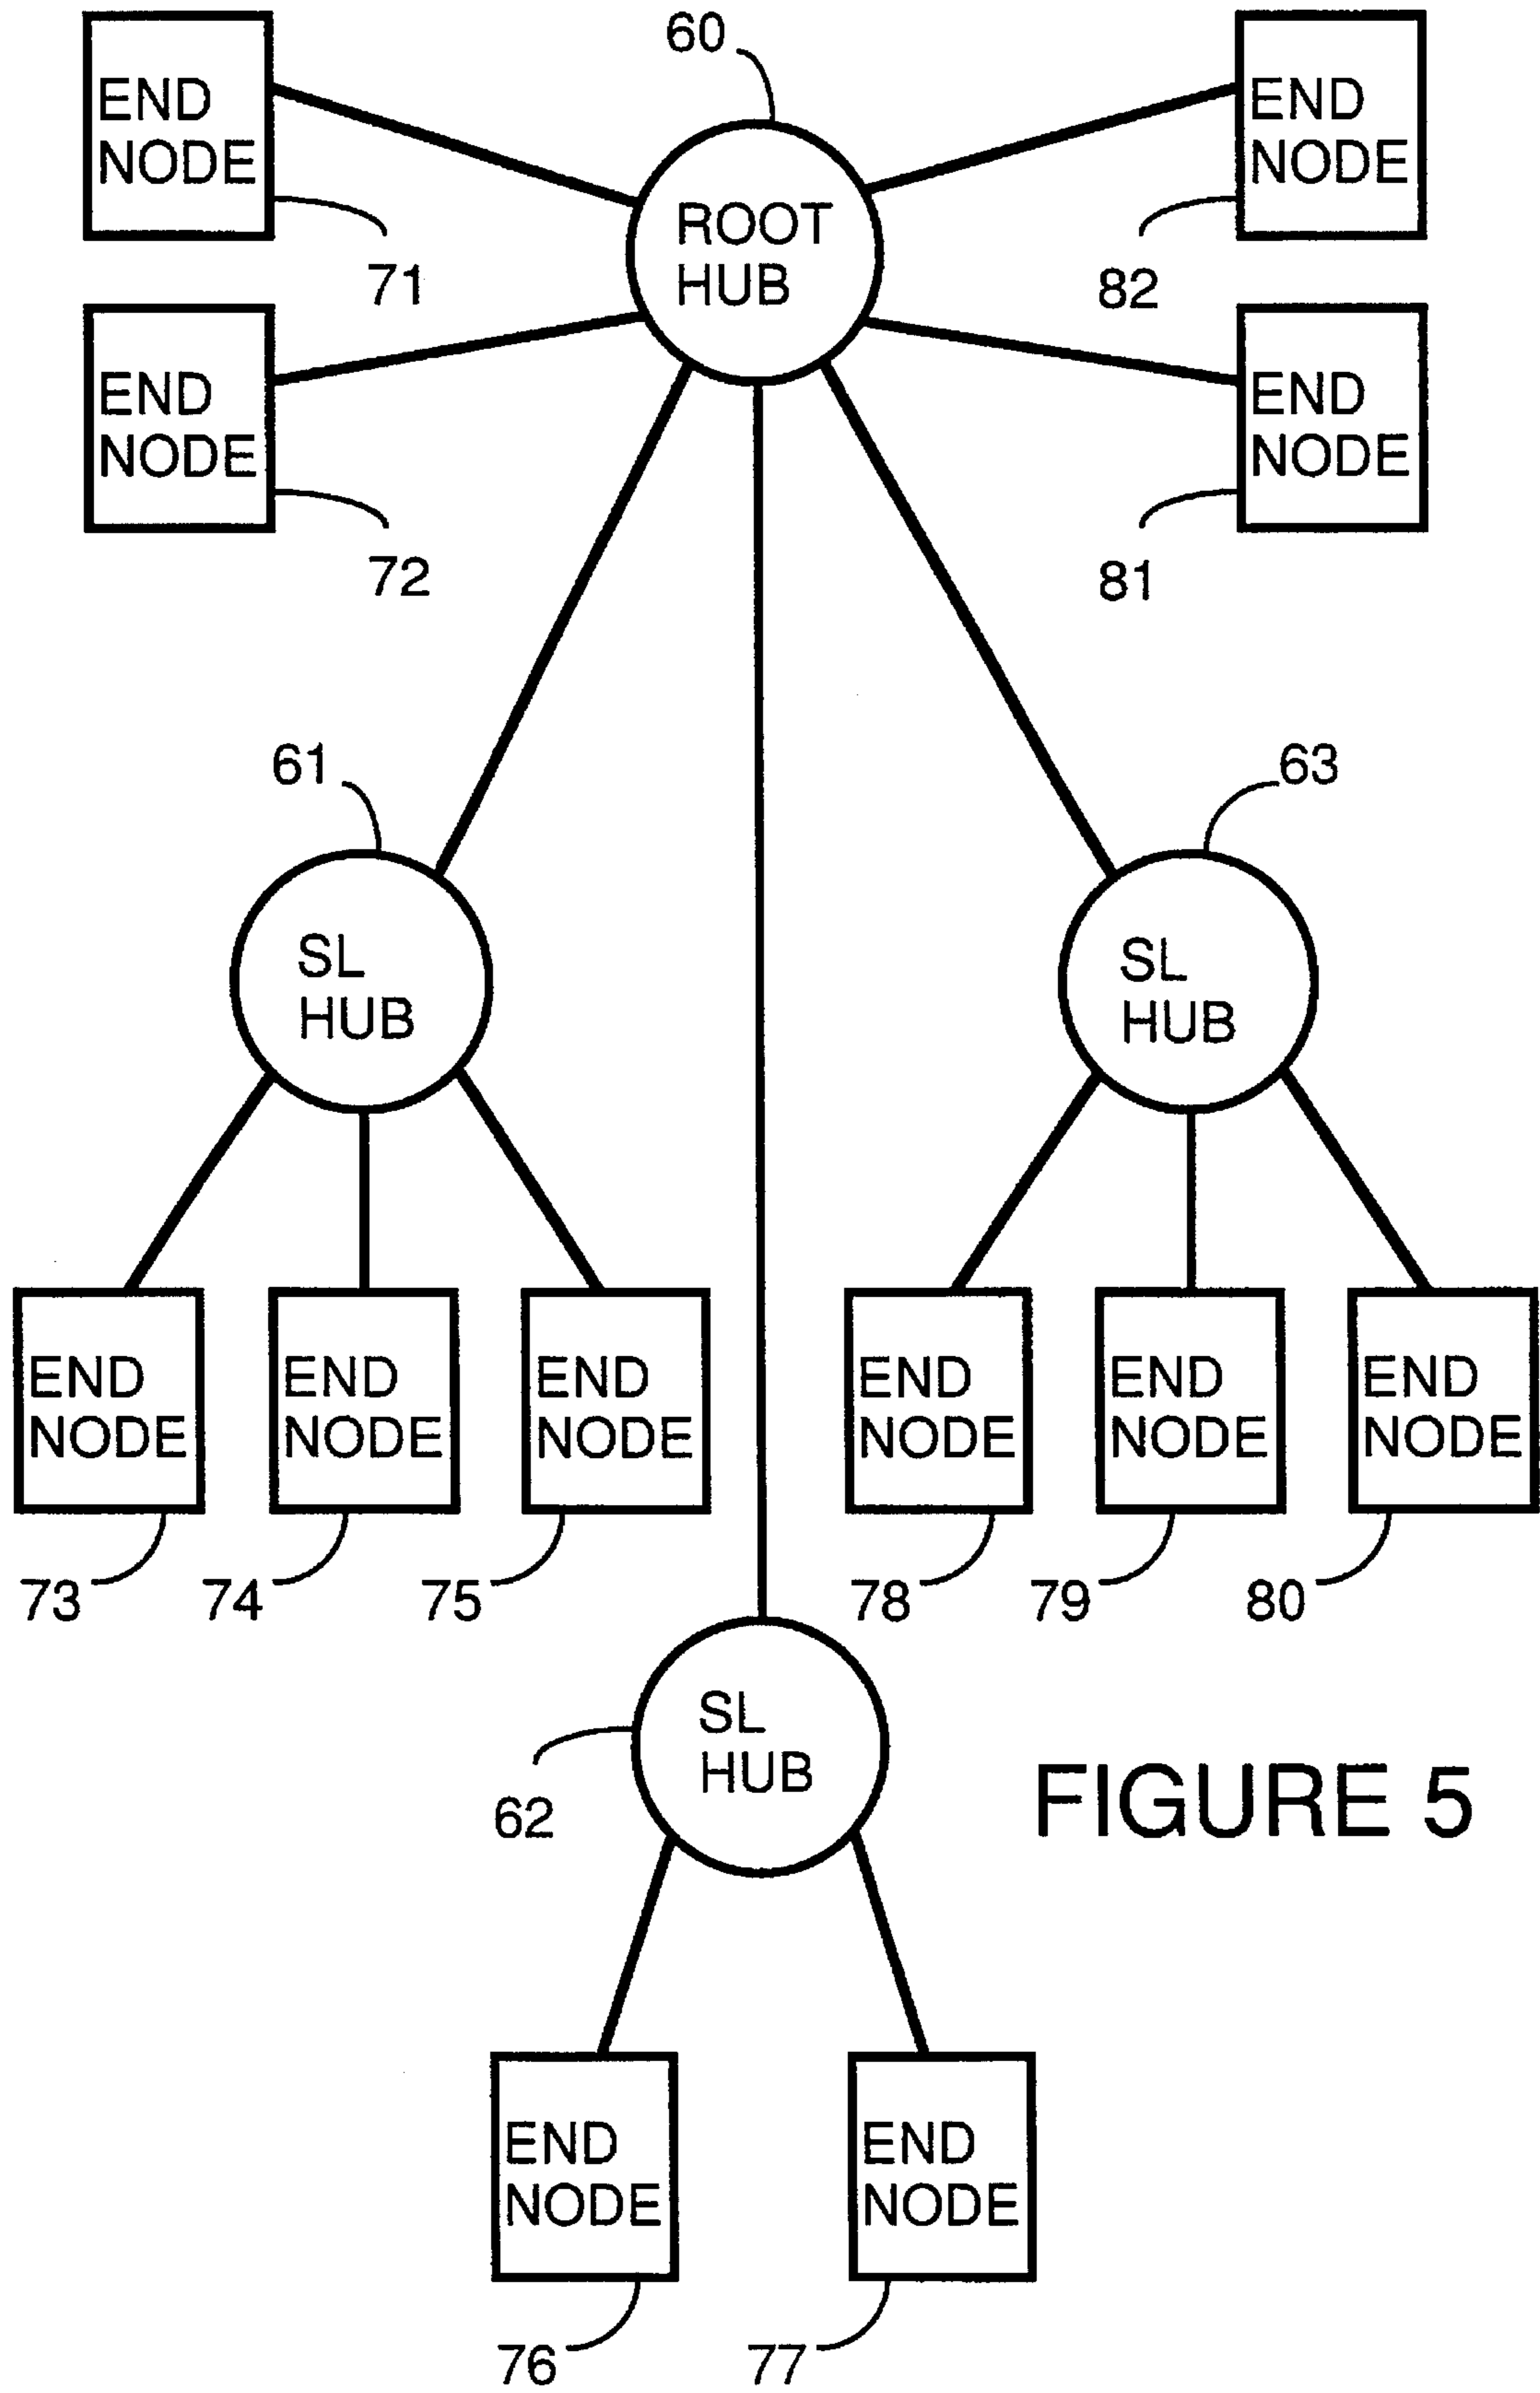 60
END
NODE
71
ROOT
HUB
END
NODE
82
END
NODE
72
END
NODE
81
61
63
SL
HUB
SL
HUB
END
NODE
END
NODE
END
NODE
END
NODE
END
NODE
END
NODE
73
74
75
78
79
80
SL
HUB
62
FIGURE 5
END
NODE
END
NODE
76
77